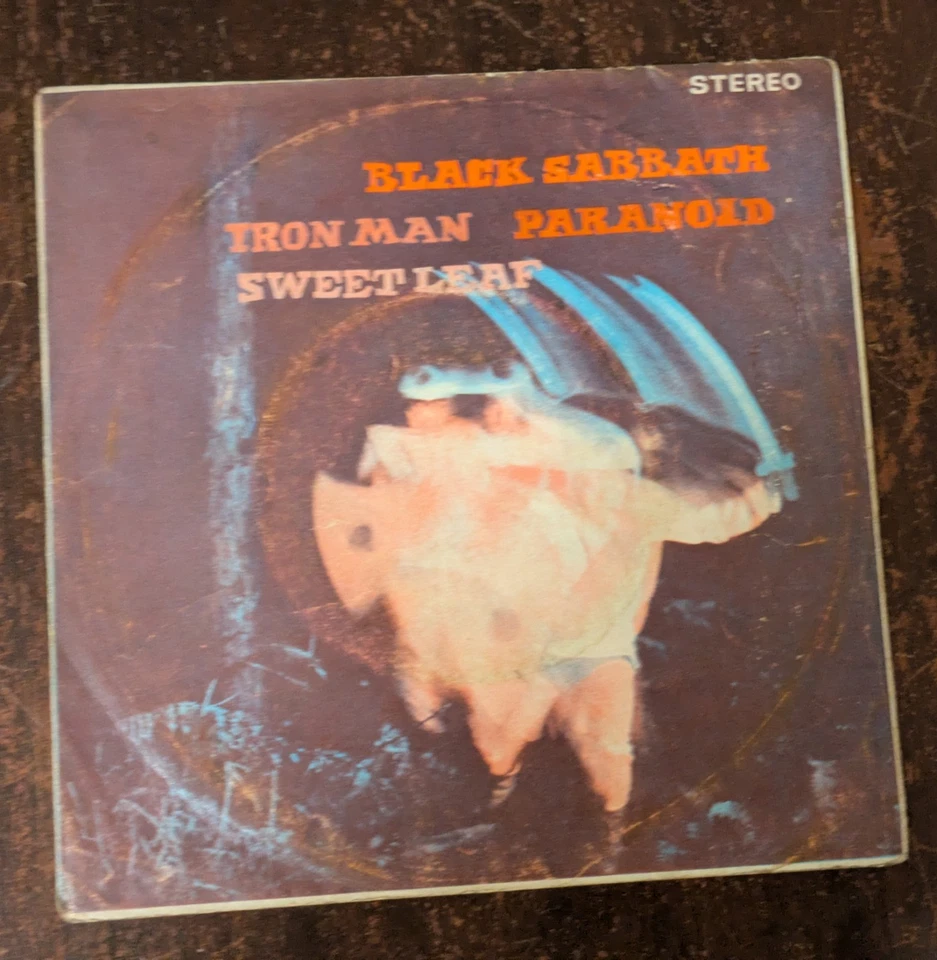 STEREO
BLACK SABBATH
IRON MAN PARANOID
SWEET LEAF